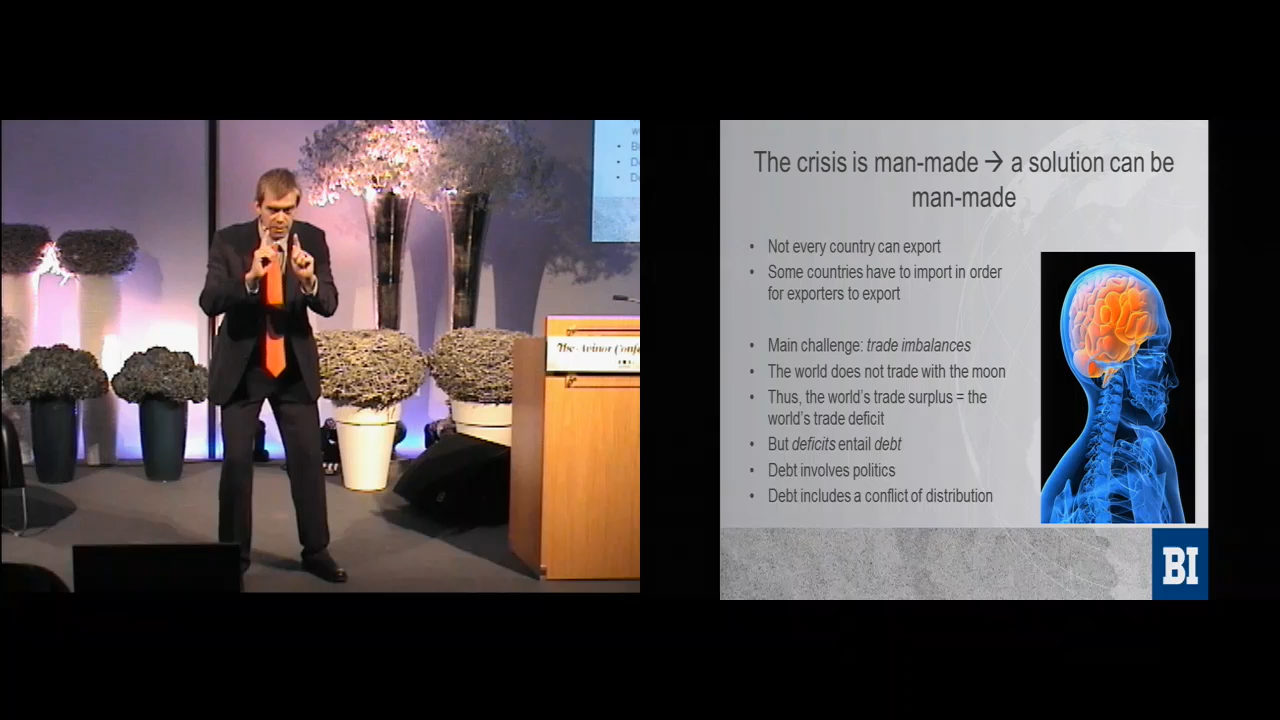 The Avinor Confe
The crisis is man-made → a solution can be
man-made
• Not every country can export
• Some countries have to import in order
for exporters to export
• Main challenge: trade imbalances
• The world does not trade with the moon
• Thus, the world's trade surplus = the
world's trade deficit
• But deficits entail debt
• Debt involves politics
• Debt includes a conflict of distribution
BI